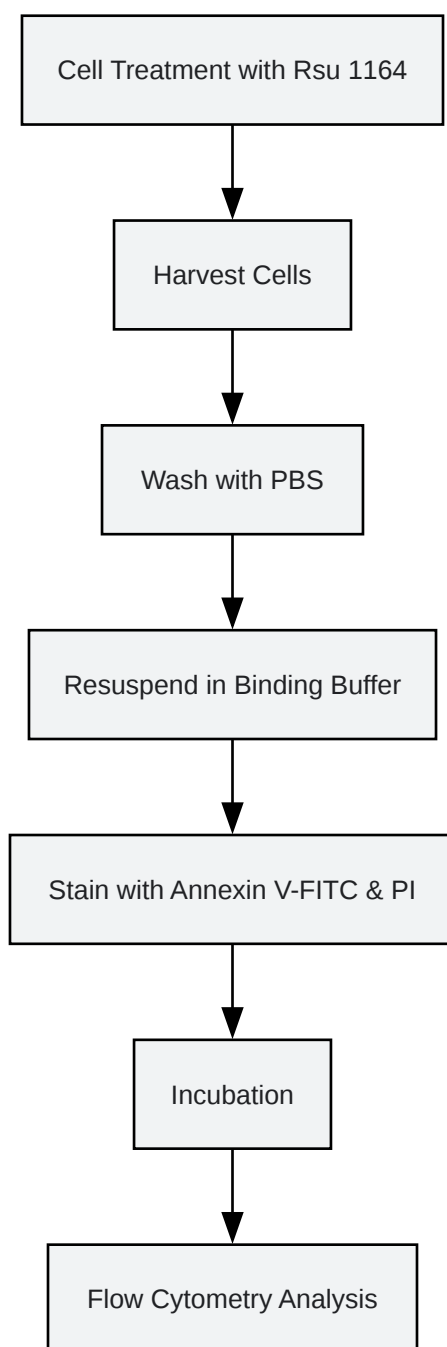 Cell Treatment with Rsu 1164
Harvest Cells
Wash with PBS
Resuspend in Binding Buffer
Stain with Annexin V-FITC & PI
Incubation
Flow Cytometry Analysis